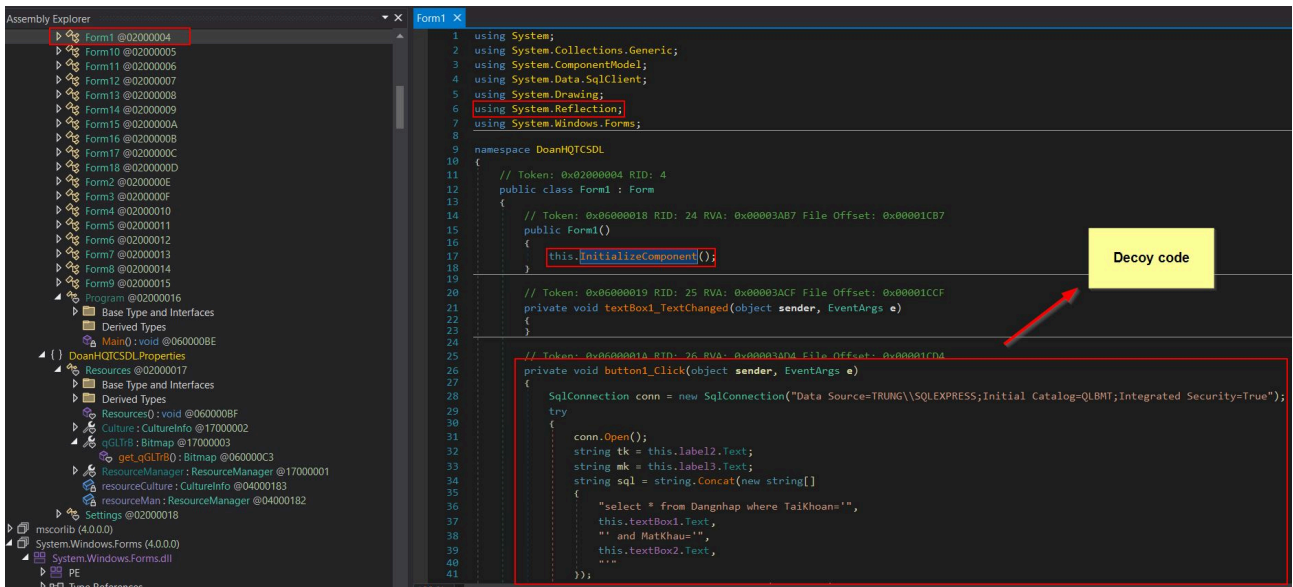 Assembly Explorer
Form1 @02000004
Form10 @02000005
Form11 @02000006
Form12 @02000007
Form13 @02000008
Form14 @02000009
Form15 @0200000A
Form16 @0200000B
Form17 @0200000C
Form18 @0200000D
Form2 @0200000E
Form3 @0200000F
Form4 @02000010
Form5 @02000011
Form6 @02000012
Form7 @02000013
Form8 @02000014
Form9 @02000015
Program @02000016
Base Type and Interfaces
Derived Types
Main() : void @060000BE
DoanHQTCSDL.Properties
Resources @02000017
Base Type and Interfaces
Derived Types
Resources() : void @060000BF
Culture : CultureInfo @17000002
qGLTrB : Bitmap @17000003
get_qGLTrB() : Bitmap @060000C3
ResourceManager : ResourceManager @17000001
resourceCulture : CultureInfo @04000183
resourceMan : ResourceManager @04000182
Settings @02000018
mscorlib (4.0.0.0)
System.Windows.Forms (4.0.0.0)
System.Windows.Forms.dll
PE
Type References
Form1
1 using System;
2 using System.Collections.Generic;
3 using System.ComponentModel;
4 using System.Data.SqlClient;
5 using System.Drawing;
6 using System.Reflection;
7 using System.Windows.Forms;
8
9 namespace DoanHQTCSDL
10 {
11 // Token: 0x02000004 RID: 4
12 public class Form1 : Form
13 {
14 // Token: 0x06000018 RID: 24 RVA: 0x00003AB7 File Offset: 0x00001CB7
15 public Form1()
16 {
17 this.InitializeComponent();
18 }
19
20 // Token: 0x06000019 RID: 25 RVA: 0x00003ACF File Offset: 0x00001CCF
21 private void textBox1_TextChanged(object sender, EventArgs e)
22 {
23 }
24
25 // Token: 0x0600001A RID: 26 RVA: 0x00003AD4 File Offset: 0x00001CD4
26 private void button1_Click(object sender, EventArgs e)
27 {
28 SqlConnection conn = new SqlConnection("Data Source=TRUNG\\SQLEXPRESS;Initial Catalog=QLBMT;Integrated Security=True");
29 try
30 {
31 conn.Open();
32 string tk = this.label2.Text;
33 string mk = this.label3.Text;
34 string sql = string.Concat(new string[]
35 {
36 "select * from Dangnhap where TaiKhoan='",
37 this.textBox1.Text,
38 "' and MatKhau='",
39 this.textBox2.Text,
40 "'"
41 });
Decoy code